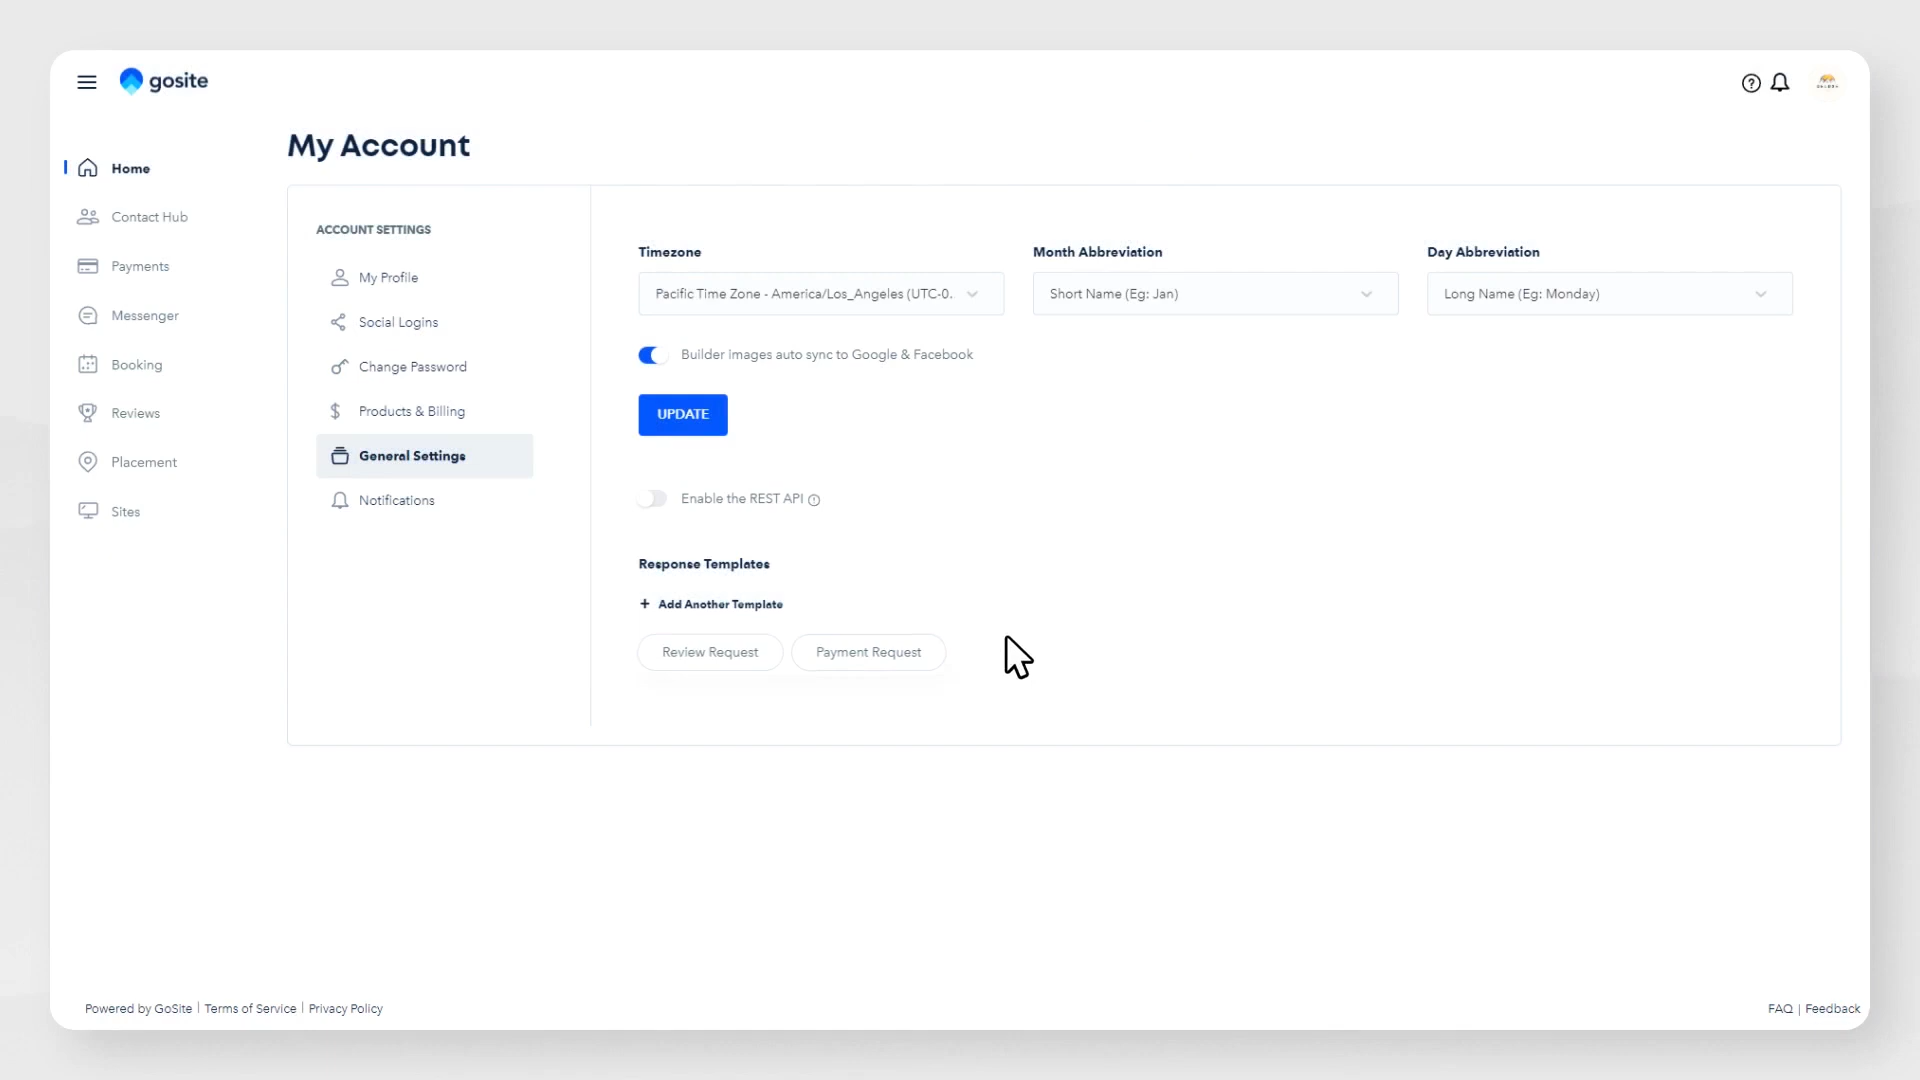 gosite
My Account
Home
Contact Hub
Payments
Messenger
Booking
Reviews
Placement
Sites
ACCOUNT SETTINGS
My Profile
Social Logins
Change Password
Products & Billing
General Settings
Notifications
Timezone
Pacific Time Zone - America/Los_Angeles (UTC-0..
Month Abbreviation
Short Name (Eg: Jan)
Day Abbreviation
Long Name (Eg: Monday)
Builder images auto sync to Google & Facebook
UPDATE
Enable the REST API
Response Templates
+ Add Another Template
Review Request
Payment Request
Powered by GoSite | Terms of Service | Privacy Policy
FAQ | Feedback